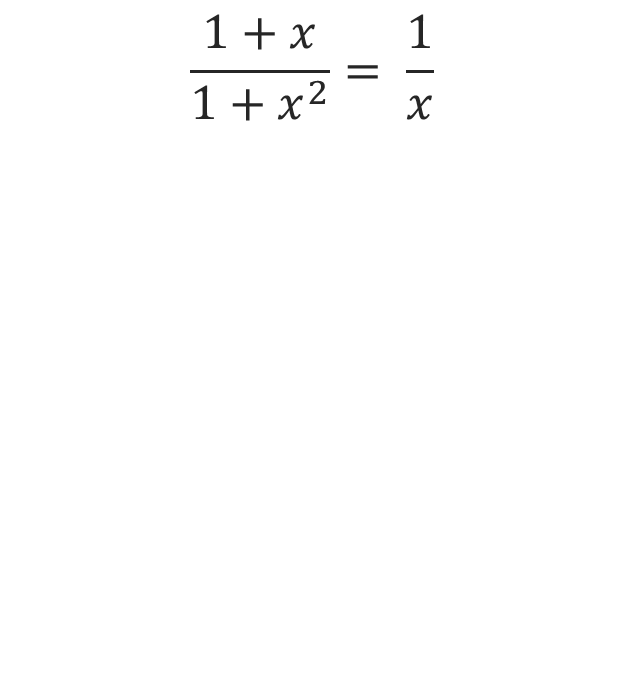 1 + x
1 + x² = 1
x